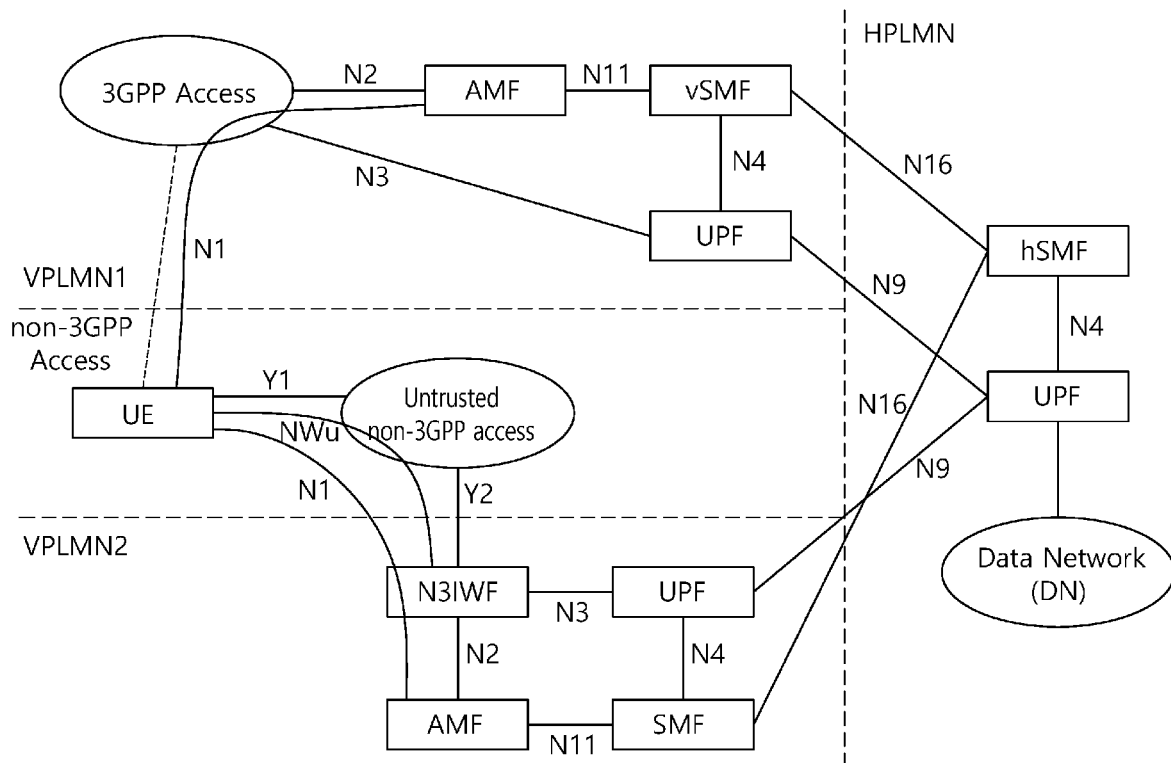 HPLMN
3GPP Access
N2
AMF
N11
vSMF
N16
N3
N4
N1
UPF
hSMF
VPLMN1
N9
non-3GPP
Access
N4
Y1
Untrusted
non-3GPP access
UE
NWu
N16
UPF
N1
Y2
N9
VPLMN2
N3IWF
N3
UPF
Data Network
(DN)
N2
N4
AMF
N11
SMF